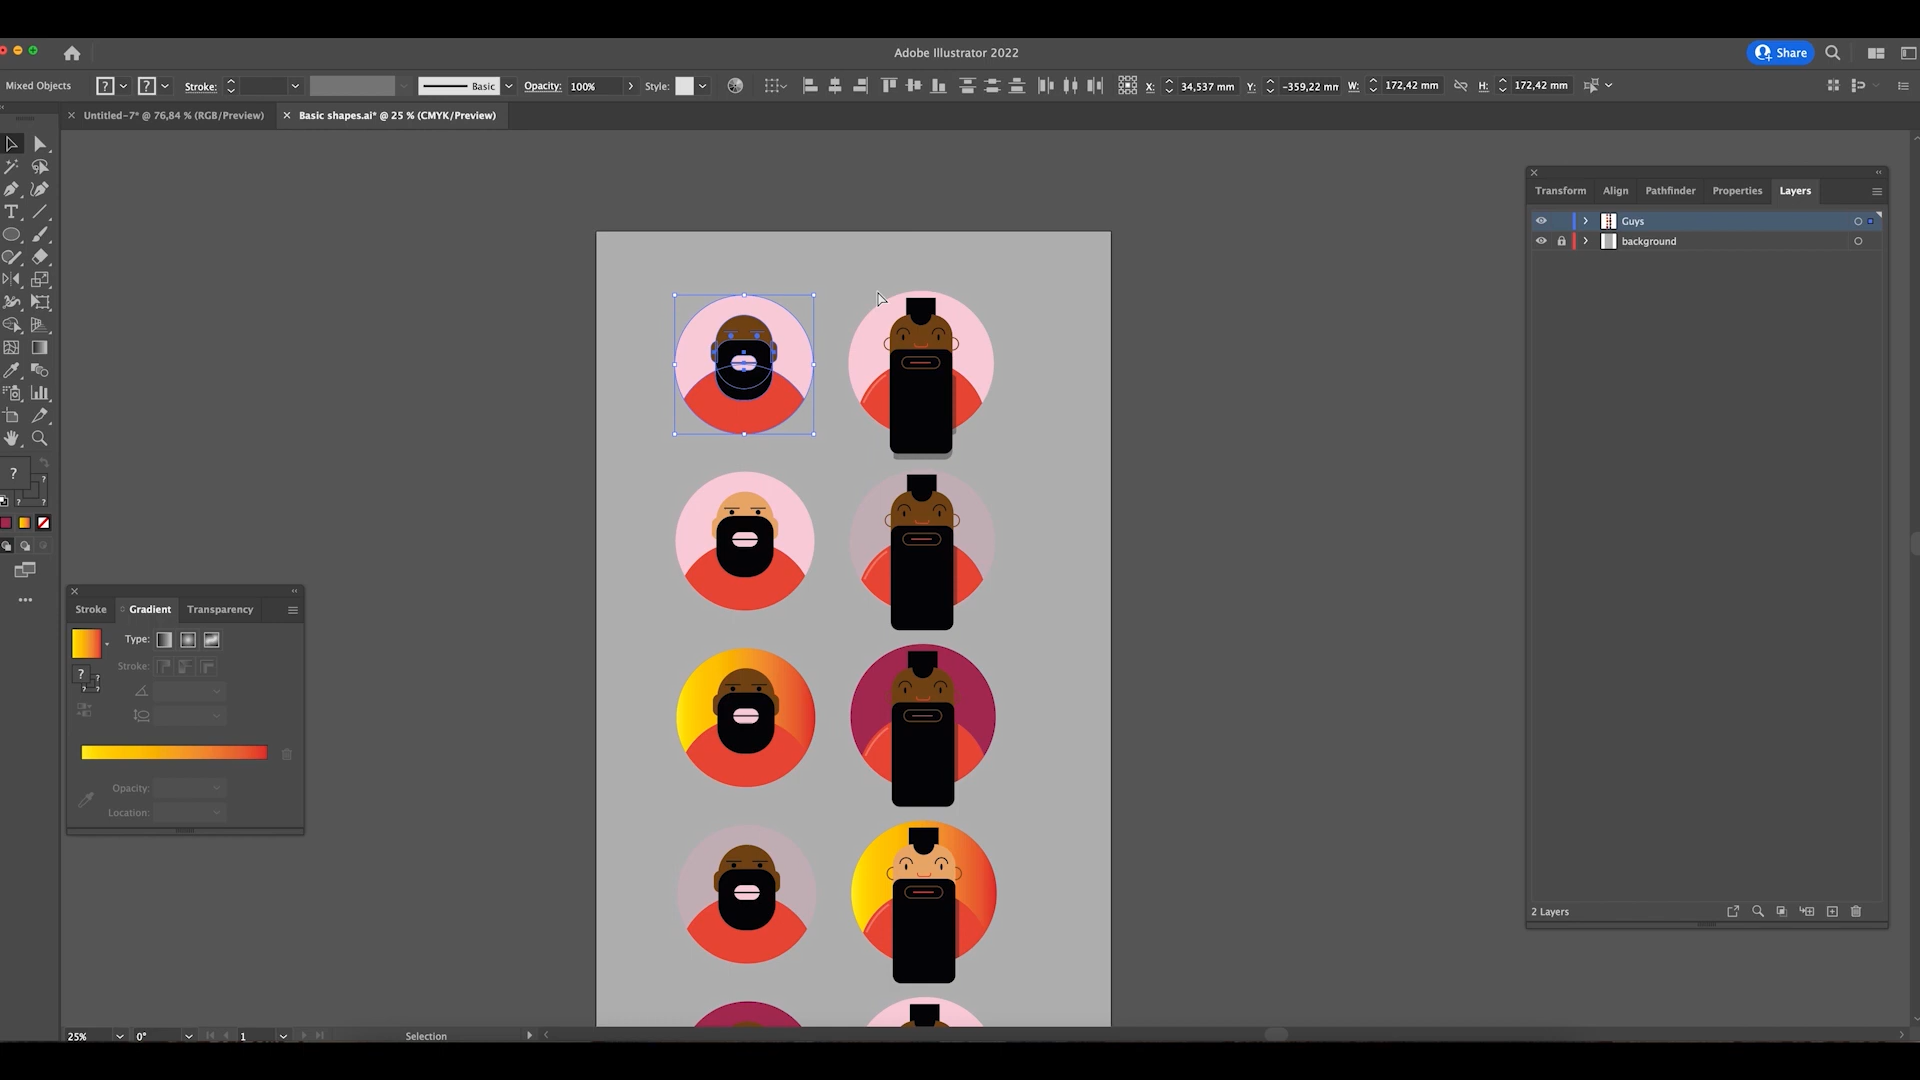 Adobe Illustrator 2022
Share
Mixed Objects
?
?
Stroke:
Basic
Opacity:
100%
Style:
X:
34,537 mm
Y:
-359,22 mm
W:
172,42 mm
H:
172,42 mm
Untitled-7* @ 76,84 % (RGB/Preview)
Basic shapes.ai* @ 25 % (CMYK/Preview)
Transform
Align
Pathfinder
Properties
Layers
Guys
background
T
?
?
?
?
Stroke
Gradient
Transparency
Type:
Stroke:
?
?
? ?
Opacity:
Location:
2 Layers
25%
0°
1
Selection